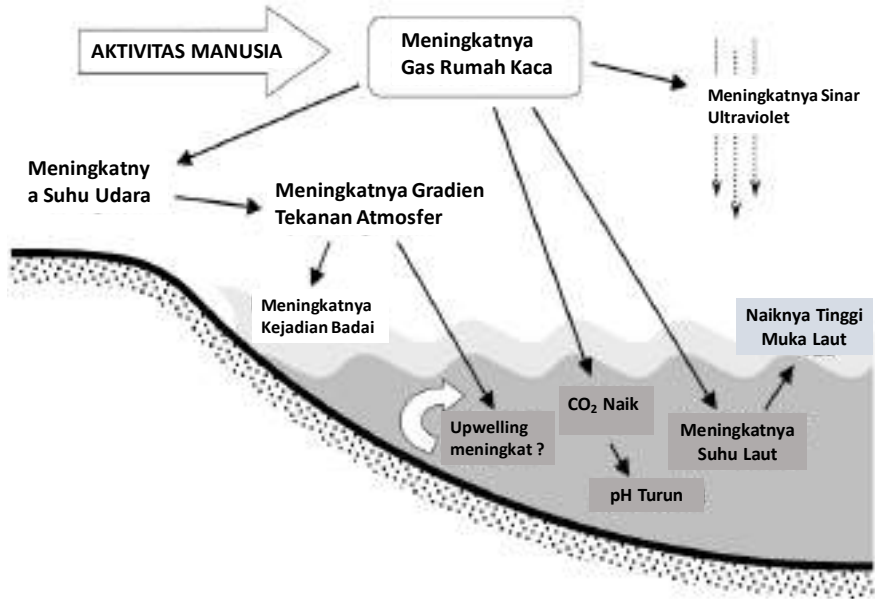 AKTIVITAS MANUSIA
Meningkatnya
Gas Rumah Kaca
Meningkatnya Sinar
Ultraviolet
Meningkatny
a Suhu Udara
Meningkatnya Gradien
Tekanan Atmosfer
Meningkatnya
Kejadian Badai
Naiknya Tinggi
Muka Laut
Upwelling
meningkat ?
CO₂ Naik
Meningkatnya
Suhu Laut
pH Turun